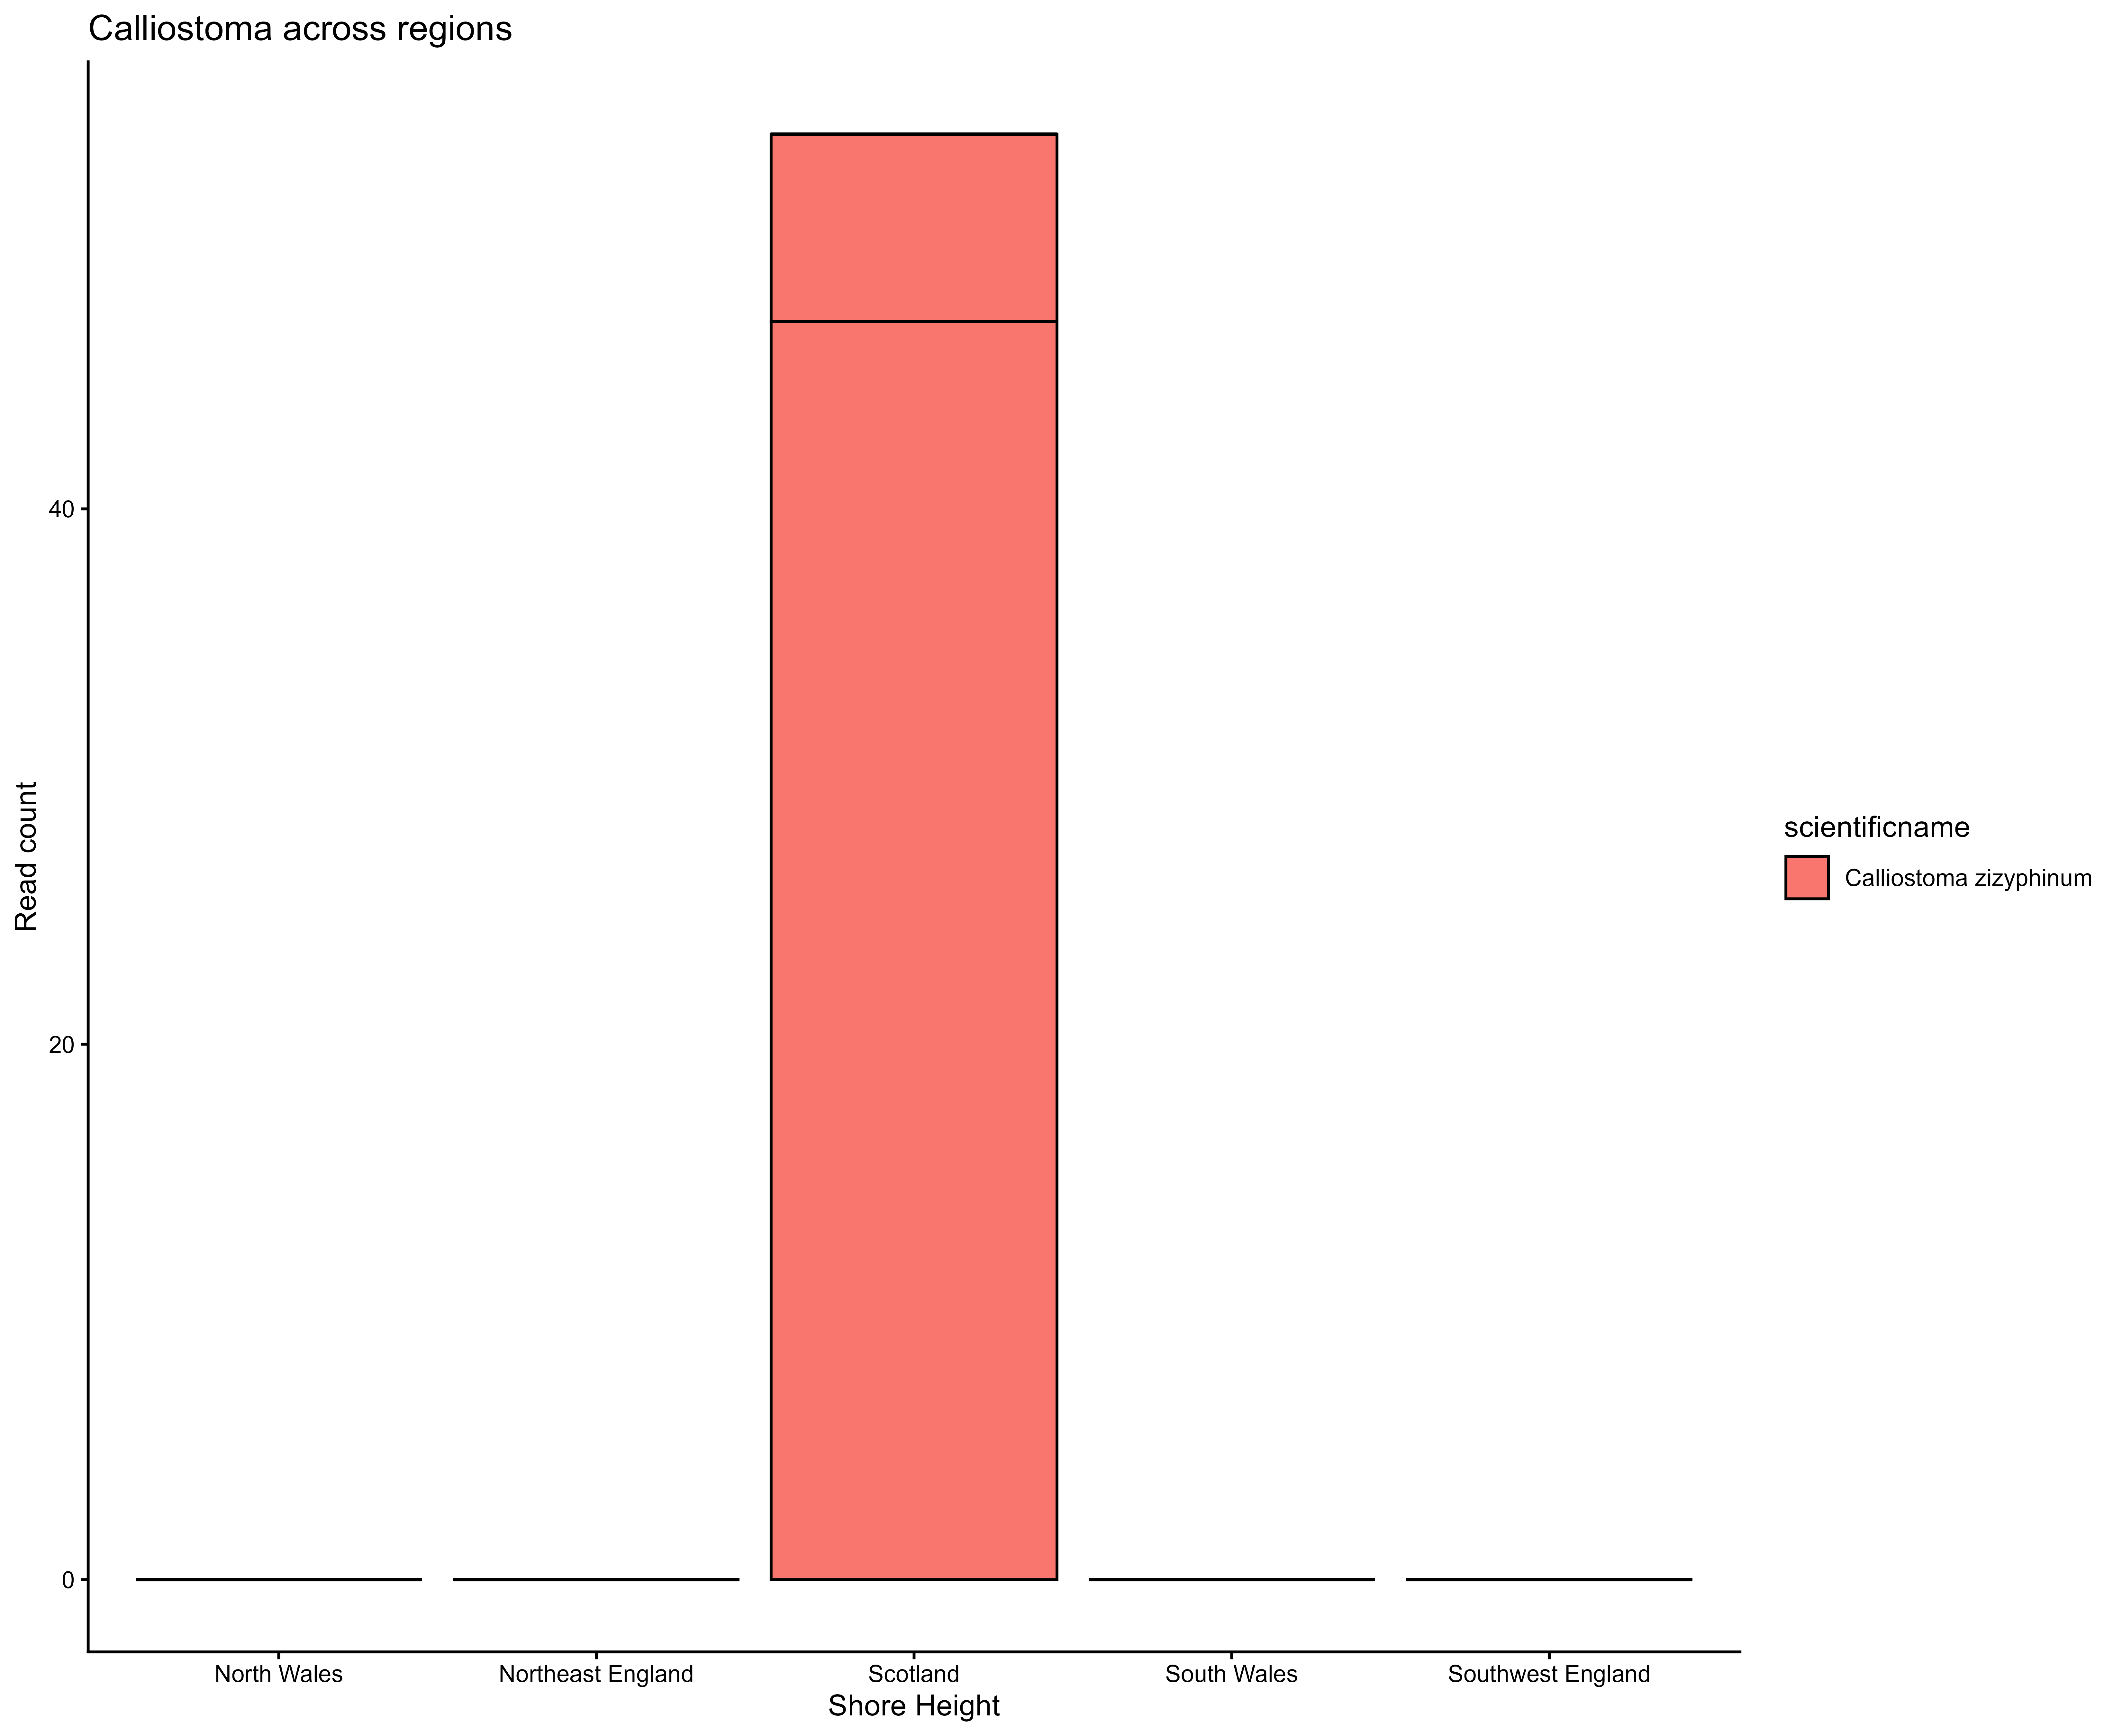 Calliostoma across regions
Read count
40
20
0
North Wales
Northeast England
Scotland
South Wales
Southwest England
Shore Height
scientificname
Calliostoma zizyphinum